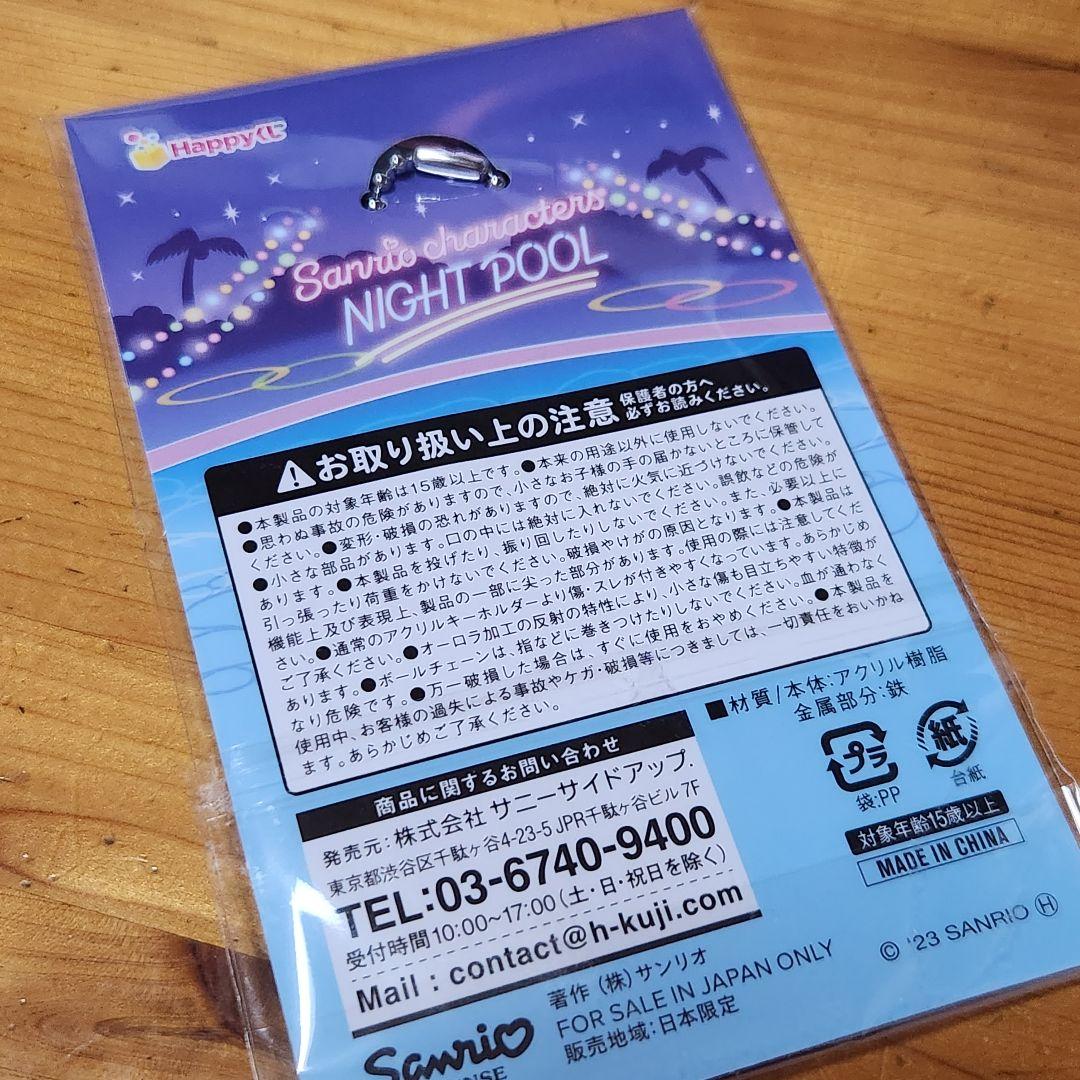 Happyくじ
Sanrio characters
NIGHT POOL
お取り扱い上の注意 保護者の方へ 必ずお読みください。
●本製品の対象年齢は15歳以上です。●本来の用途以外に使用しないでください。
●思わぬ事故の危険がありますので、小さなお子様の手の届かないところに保管して
ください。●変形・破損の恐れがありますので、絶対に火気に近づけないでください。
●小さな部品があります。口の中には絶対に入れないでください。誤飲などの危険が
あります。●本製品を投げたり、振り回したりしないでください。また、必要以上に
引っ張ったり荷重をかけないでください。破損やけがの原因となります。●本製品は
機能上及び表現上、製品の一部に尖った部分があります。使用の際には注意してくだ
さい。●通常のアクリルキーホルダーより傷・スレが付きやすくなっています。あらかじめ
ご了承ください。●オーロラ加工の反射の特性により、小さな傷も目立ちやすい特徴が
あります。●ボールチェーンは、指などに巻きつけたりしないでください。血が通わなく
なり危険です。●万一破損した場合は、すぐに使用をおやめください。●本製品を
使用中、お客様の過失による事故やケガ・破損等につきましては、一切責任をおいかね
ます。あらかじめご了承ください。
■材質/本体:アクリル樹脂
金属部分:鉄
プラ
袋:PP
紙
台紙
対象年齢15歳以上
MADE IN CHINA
商品に関するお問い合わせ
発売元:株式会社 サニーサイドアップ.
東京都渋谷区千駄ヶ谷4-23-5 JPR千駄ヶ谷ビル7F
TEL:03-6740-9400
受付時間10:00~17:00(土・日・祝日を除く)
Mail : contact@h-kuji.com
© '23 SANRIO Ⓗ
著作 (株)サンリオ
FOR SALE IN JAPAN ONLY
販売地域:日本限定
Sanrio